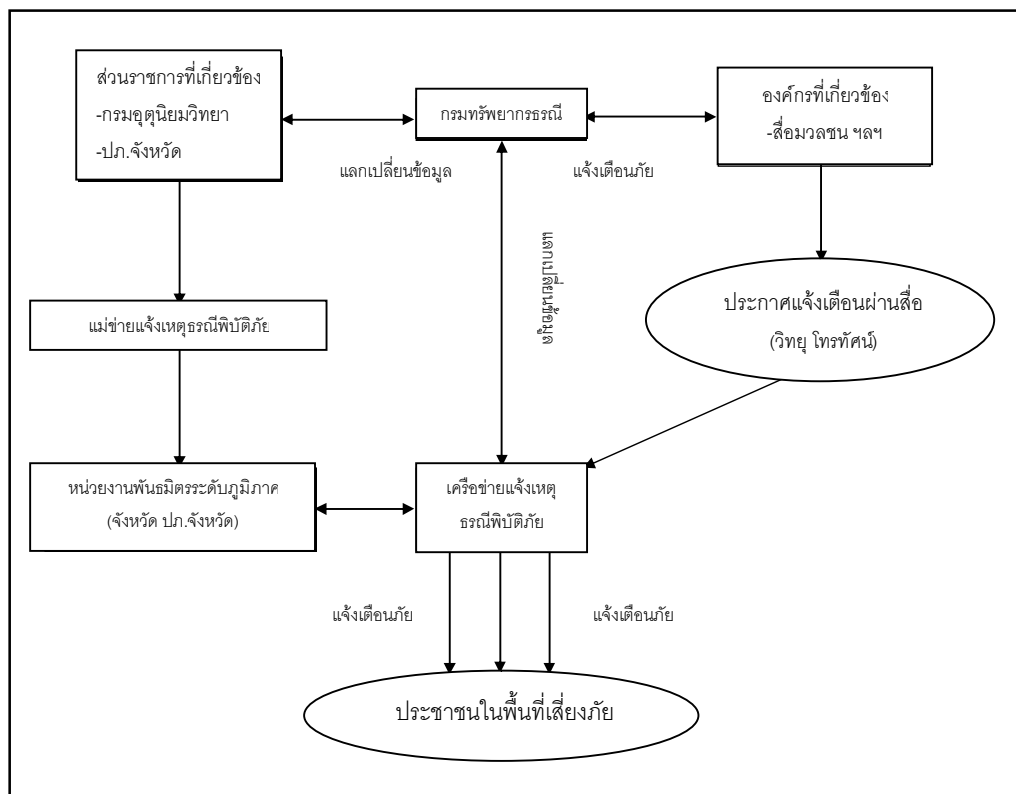 ส่วนราชการที่เกี่ยวข้อง
-กรมอุตุนิยมวิทยา
-ปภ.จังหวัด
กรมทรัพยากรธรณี
องค์กรที่เกี่ยวข้อง
-สื่อมวลชน ฯลฯ
แลกเปลี่ยนข้อมูล
แจ้งเตือนภัย
แลกเปลี่ยนข้อมูล
ประกาศแจ้งเตือนผ่านสื่อ
(วิทยุ โทรทัศน์)
แม่ข่ายแจ้งเหตุธรณีพิบัติภัย
หน่วยงานพันธมิตรระดับภูมิภาค
(จังหวัด ปภ.จังหวัด)
เครือข่ายแจ้งเหตุ
ธรณีพิบัติภัย
แจ้งเตือนภัย
แจ้งเตือนภัย
ประชาชนในพื้นที่เสี่ยงภัย